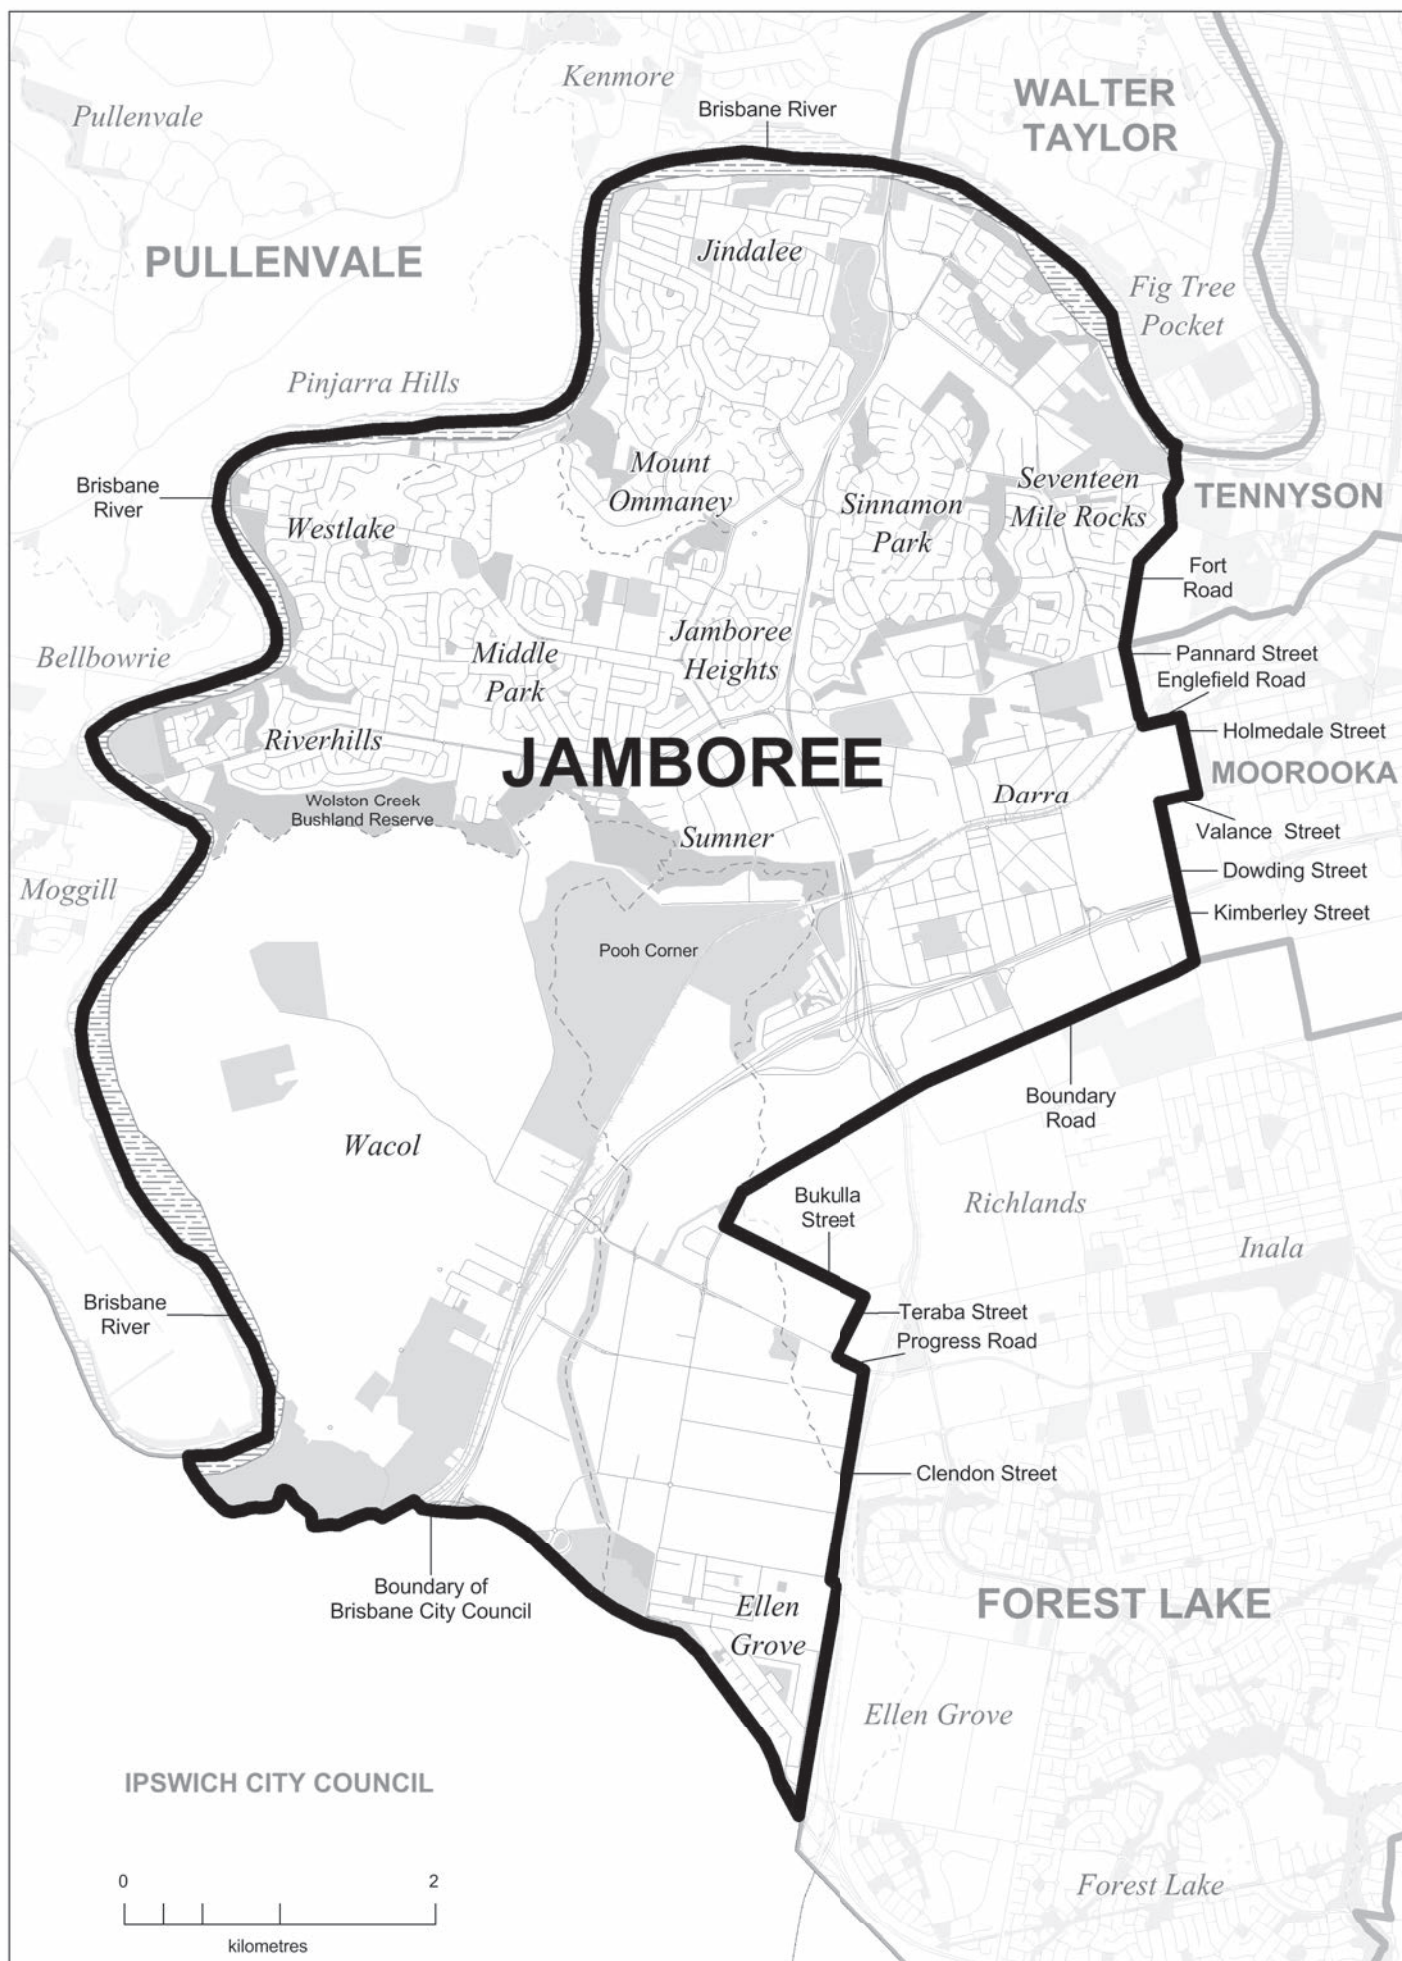 Kenmore
WALTER
TAYLOR
Brisbane River
Pullenvale
PULLENVALE
Jindalee
Fig Tree
Pocket
Pinjarra Hills
Mount
Ommaney
Seventeen
Mile Rocks
TENNYSON
Brisbane
River
Westlake
Sinnamon
Park
Fort
Road
Jamboree
Heights
Middle
Park
Bellbowrie
Pannard Street
Englefield Road
Riverhills
Holmedale Street
JAMBOREE
MOOROOKA
Darra
Wolston Creek
Bushland Reserve
Sumner
Valance Street
Dowding Street
Moggill
Kimberley Street
Pooh Corner
Boundary
Road
Wacol
Bukulla
Street
Richlands
Inala
Brisbane
River
Teraba Street
Progress Road
Clendon Street
Boundary of
Brisbane City Council
Ellen
Grove
FOREST LAKE
Ellen Grove
IPSWICH CITY COUNCIL
Forest Lake
0 2
kilometres